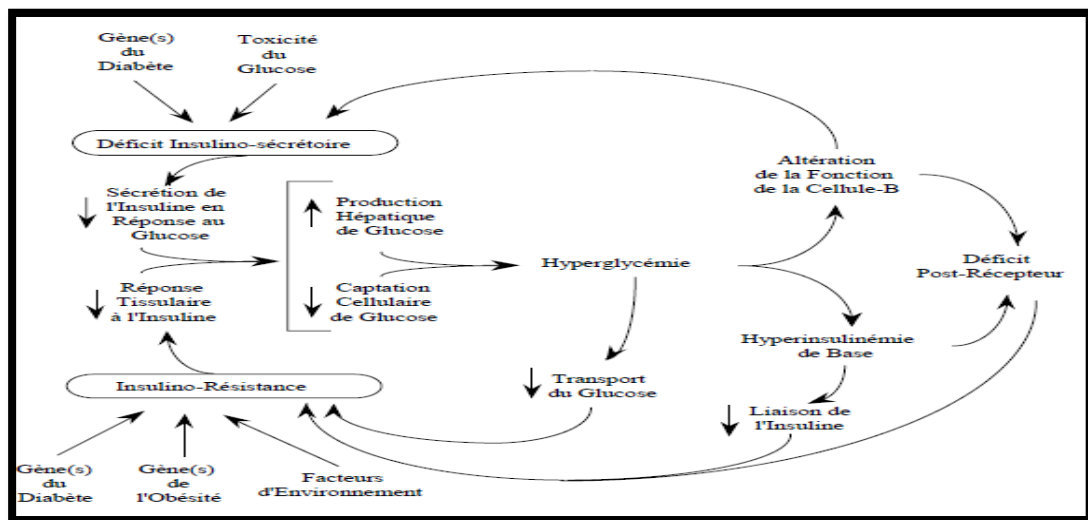 Gène(s)
du
Diabète
Toxicité
du
Glucose
Déficit Insulino-sécrétoire
Sécrétion de
l'Insuline en
Réponse au
Glucose
Réponse
Tissulaire
à l'Insuline
Insulino-Résistance
Gène(s)
du
Diabète
Gène(s)
de
l'Obésité
Facteurs
d'Environnement
Production
Hépatique
de Glucose
Captation
Cellulaire
de Glucose
Hyperglycémie
Transport
du Glucose
Altération
de la Fonction
de la Cellule-B
Hyperinsulinémie
de Base
Liaison de
l'Insuline
Déficit
Post-Récepteur